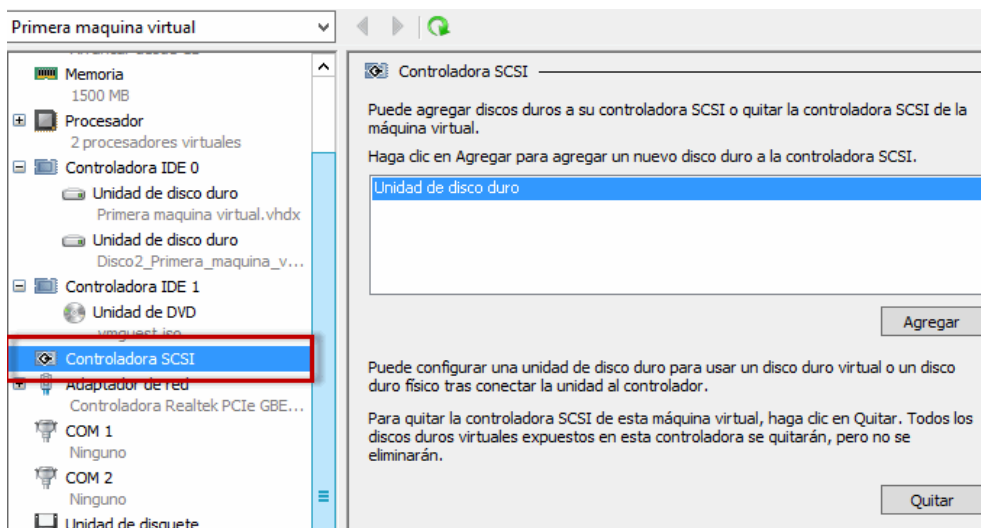 Primera maquina virtual
Memoria
1500 MB
Procesador
2 procesadores virtuales
Controladora IDE 0
Unidad de disco duro
Primera maquina virtual.vhdx
Unidad de disco duro
Disco2_Primera_maquina_v...
Controladora IDE 1
Unidad de DVD
vmguest.iso
Controladora SCSI
Adaptador de red
Controladora Realtek PCIe GBE...
COM 1
Ninguno
COM 2
Ninguno
Unidad de disquete
Controladora SCSI
Puede agregar discos duros a su controladora SCSI o quitar la controladora SCSI de la
máquina virtual.
Haga clic en Agregar para agregar un nuevo disco duro a la controladora SCSI.
Unidad de disco duro
Agregar
Puede configurar una unidad de disco duro para usar un disco duro virtual o un disco
duro físico tras conectar la unidad al controlador.
Para quitar la controladora SCSI de esta máquina virtual, haga clic en Quitar. Todos los
discos duros virtuales expuestos en esta controladora se quitarán, pero no se
eliminarán.
Quitar